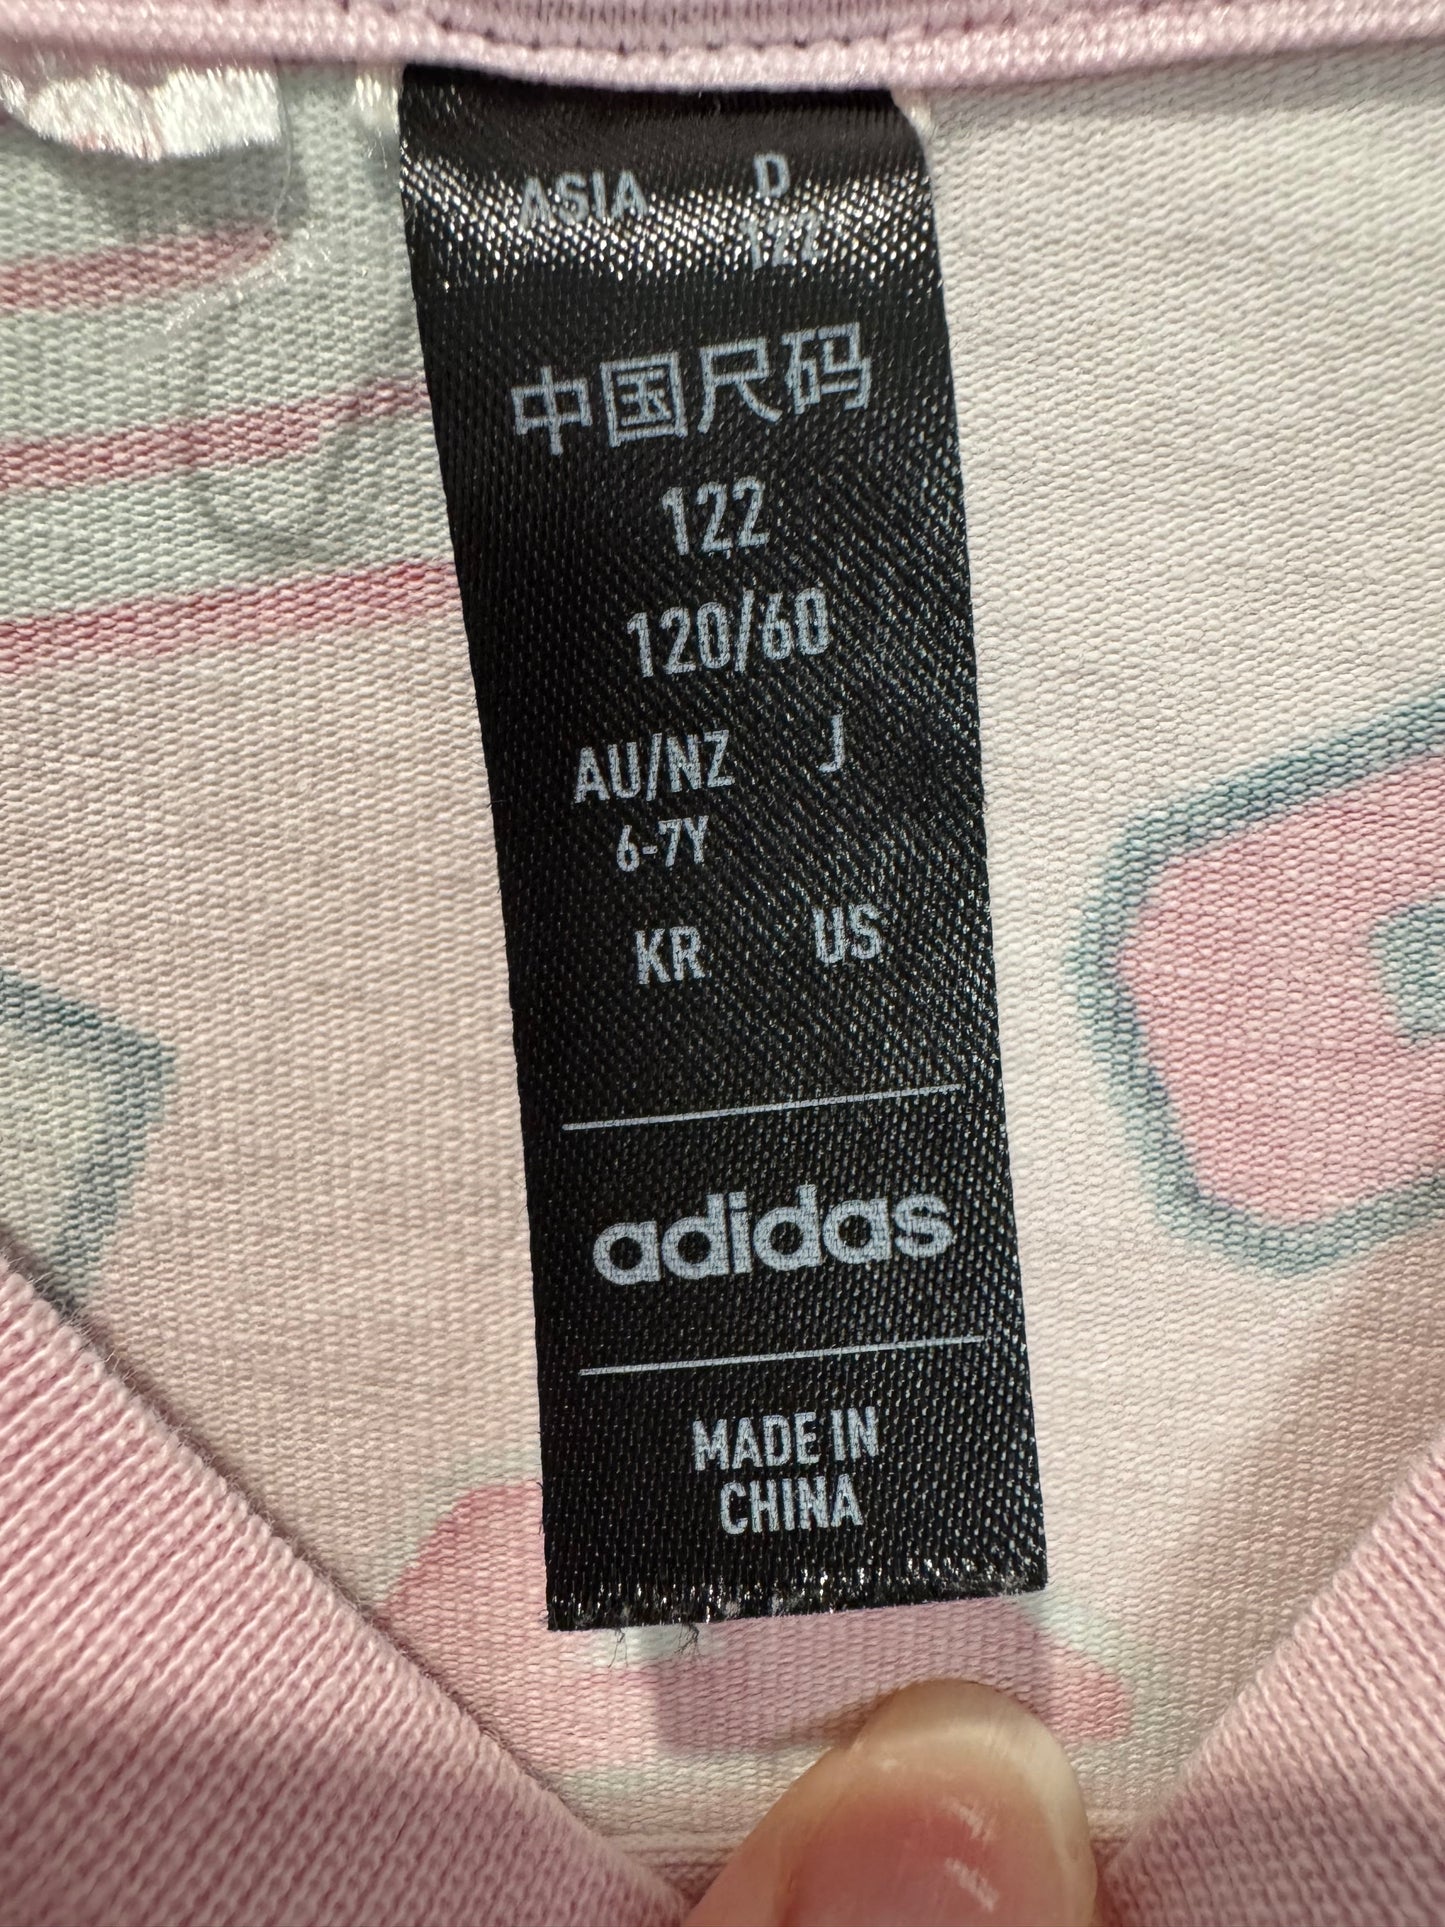 ASIA D
122
中国尺码
122
120/60
AU/NZ J
6-7Y
KR US
adidas
MADE IN
CHINA